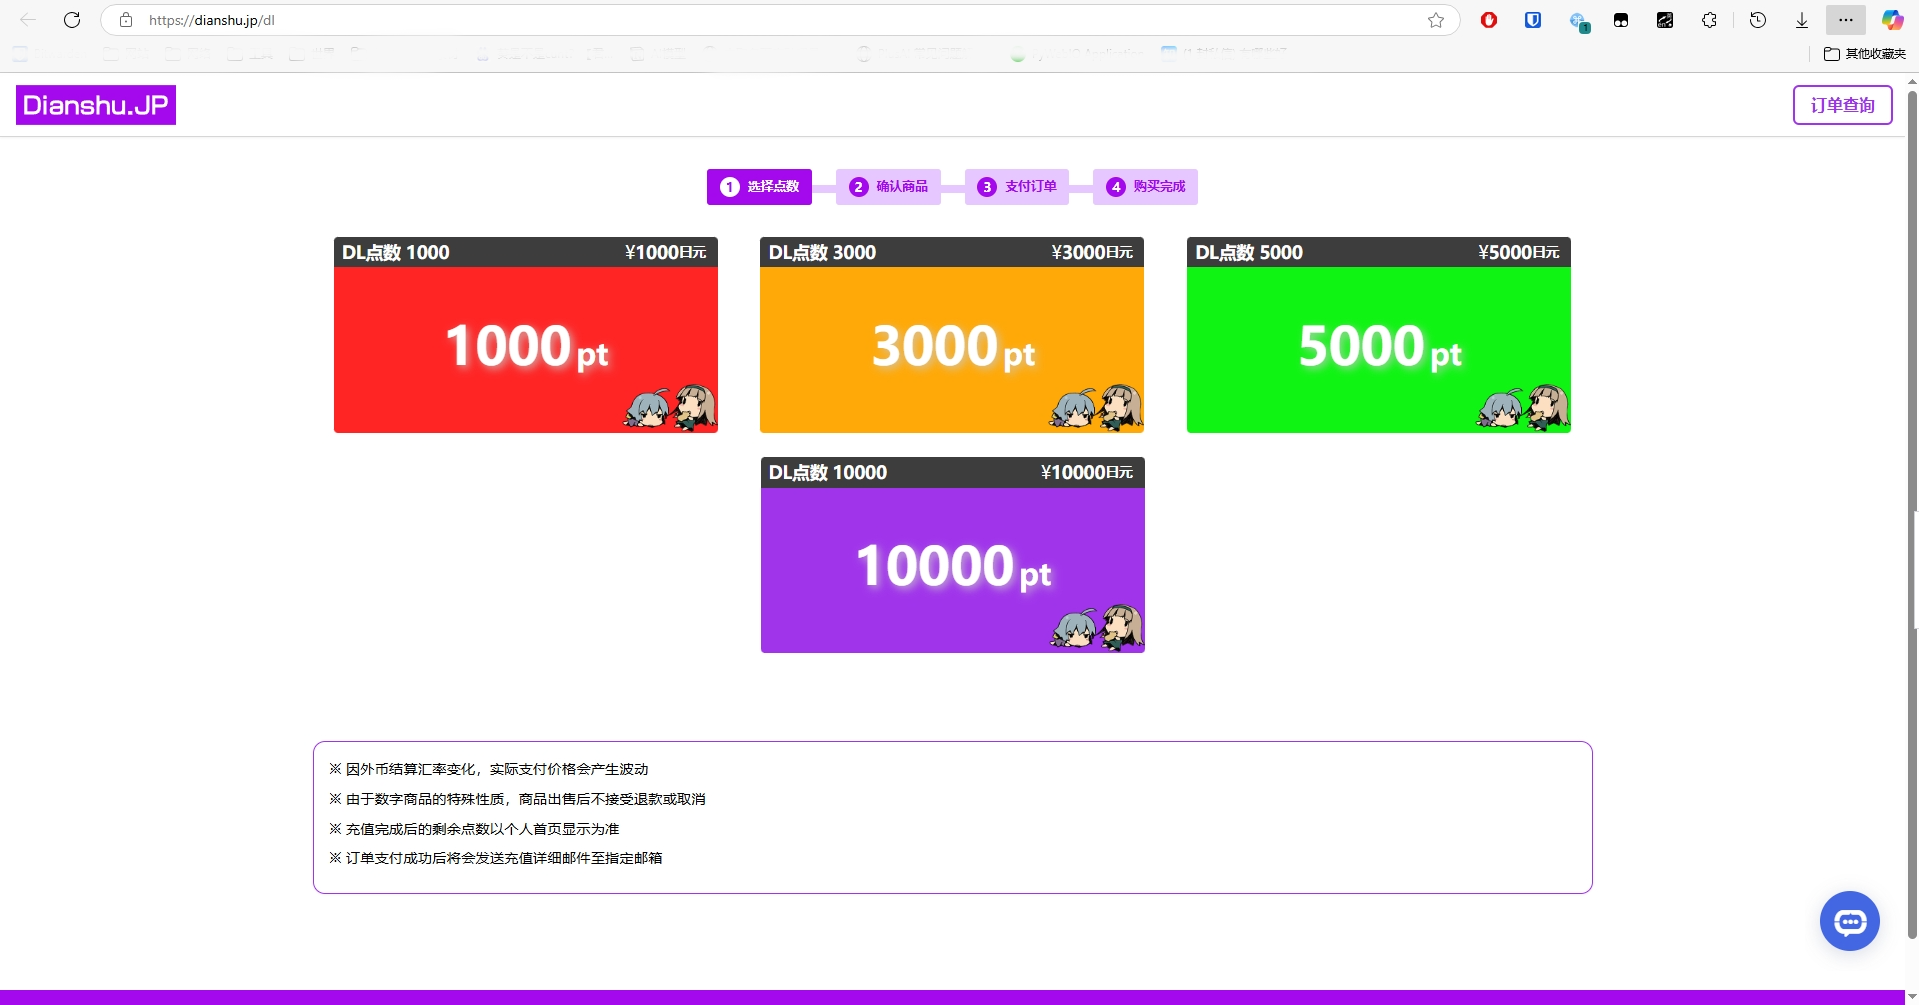 https://dianshu.jp/dl
其他收藏夹
Dianshu.JP
订单查询
1 选择点数
2 确认商品
3 支付订单
4 购买完成
DL点数 1000 ¥1000日元
1000 pt
DL点数 3000 ¥3000日元
3000 pt
DL点数 5000 ¥5000日元
5000 pt
DL点数 10000 ¥10000日元
10000 pt
※ 因外币结算汇率变化，实际支付价格会产生波动
※ 由于数字商品的特殊性质，商品出售后不接受退款或取消
※ 充值完成后的剩余点数以个人首页显示为准
※ 订单支付成功后将会发送充值详细邮件至指定邮箱